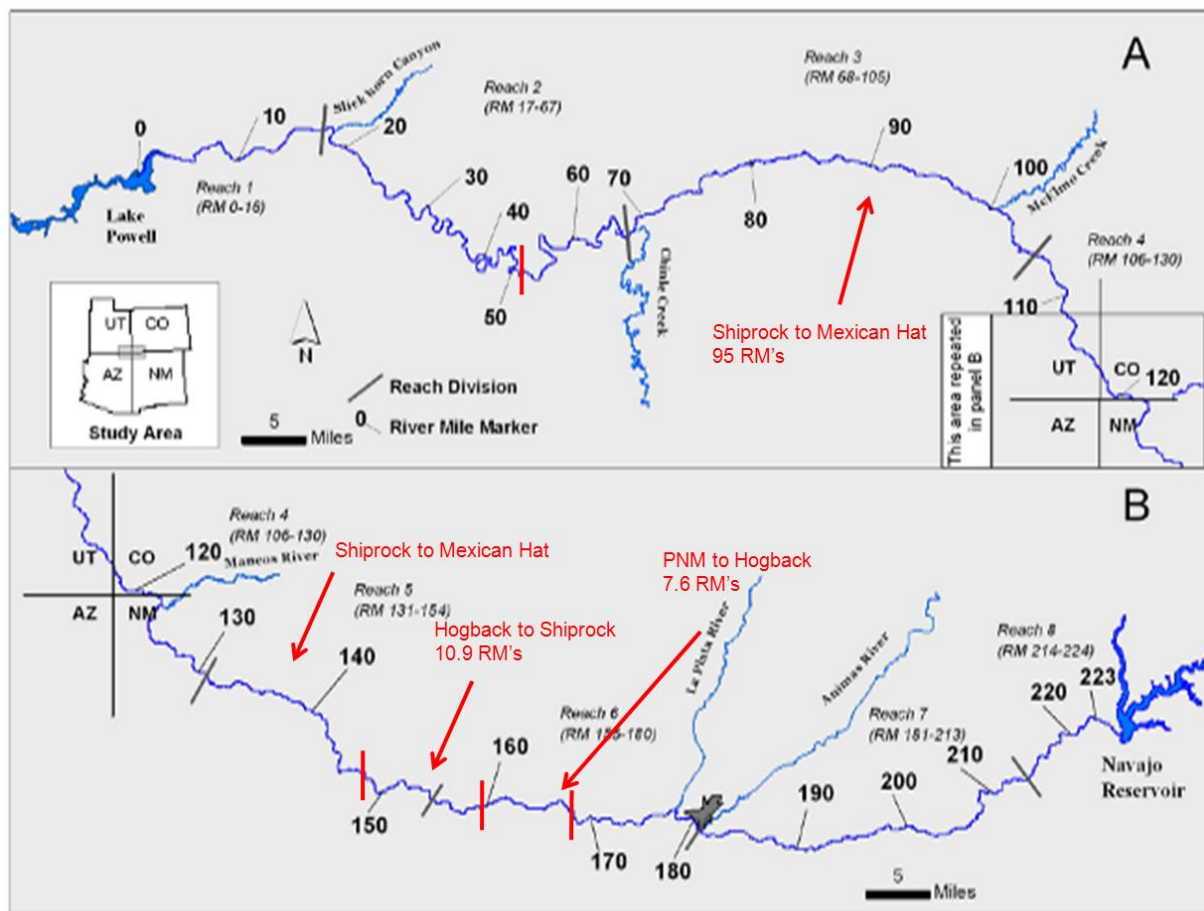 A
Slickhorn Canyon
Reach 2
(RM 17-67)
Reach 3
(RM 68-105)
0
10
20
30
40
50
60
70
80
90
100
110
120
Reach 1
(RM 0-16)
Lake
Powell
McElmo Creek
Reach 4
(RM 106-130)
Chinle Creek
Shiprock to Mexican Hat
95 RM's
UT
CO
AZ
NM
Study Area
N
Reach Division
0
River Mile Marker
5
Miles
This area repeated
in panel B
UT
CO
AZ
NM
B
Reach 4
(RM 106-130)
UT
CO
120
Mancos River
AZ
NM
130
Shiprock to Mexican Hat
Reach 5
(RM 131-154)
140
Hogback to Shiprock
10.9 RM's
PNM to Hogback
7.6 RM's
La Plata River
Animas River
Reach 6
(RM 155-180)
Reach 7
(RM 181-213)
Reach 8
(RM 214-224)
150
160
170
180
190
200
210
220
223
Navajo
Reservoir
5
Miles